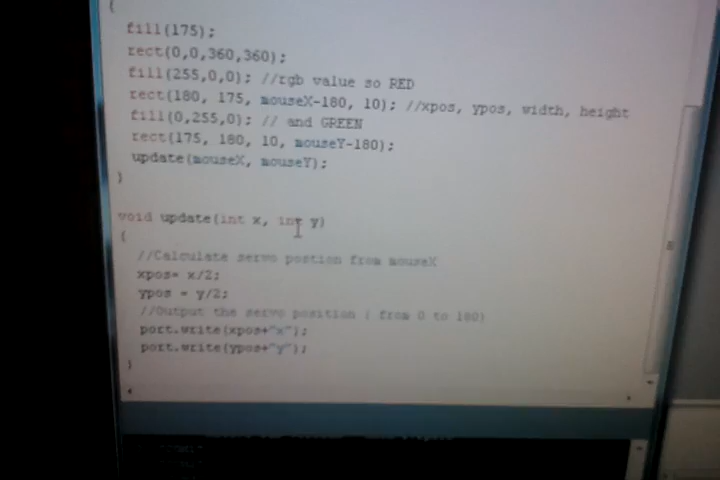 {
fill(175);
rect(0,0,360,360);
fill(255,0,0); //rgb value so RED
rect(180, 175, mouseX-180, 10); //xpos, ypos, width, height
fill(0,255,0); // and GREEN
rect(175, 180, 10, mouseY-180);
update(mouseX, mouseY);
}
void update(int x, int y)
{
//Calculate servo postion from mouseX
xpos= x/2;
ypos = y/2;
//Output the servo position ( from 0 to 180)
port.write(xpos+"x");
port.write(ypos+"y");
}